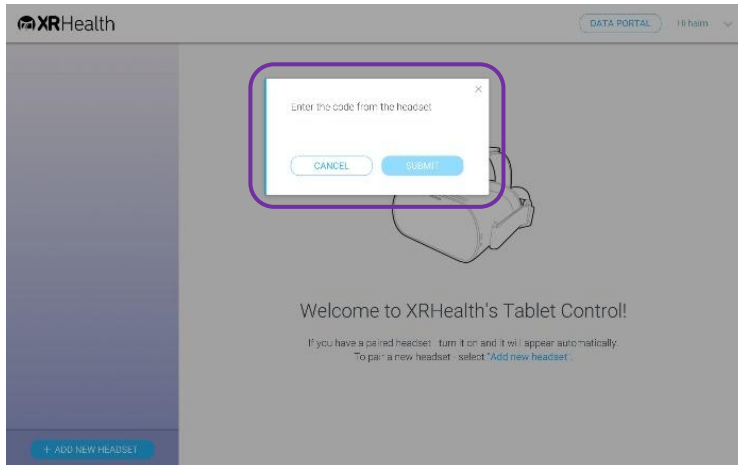 XRHealth
DATA PORTAL
Hi haim
Enter the code from the headset
CANCEL
SUBMIT
Welcome to XRHealth's Tablet Control!
If you have a paired headset turn it on and it will appear automatically.
To pair a new headset select "Add new headset".
+ ADD NEW HEADSET